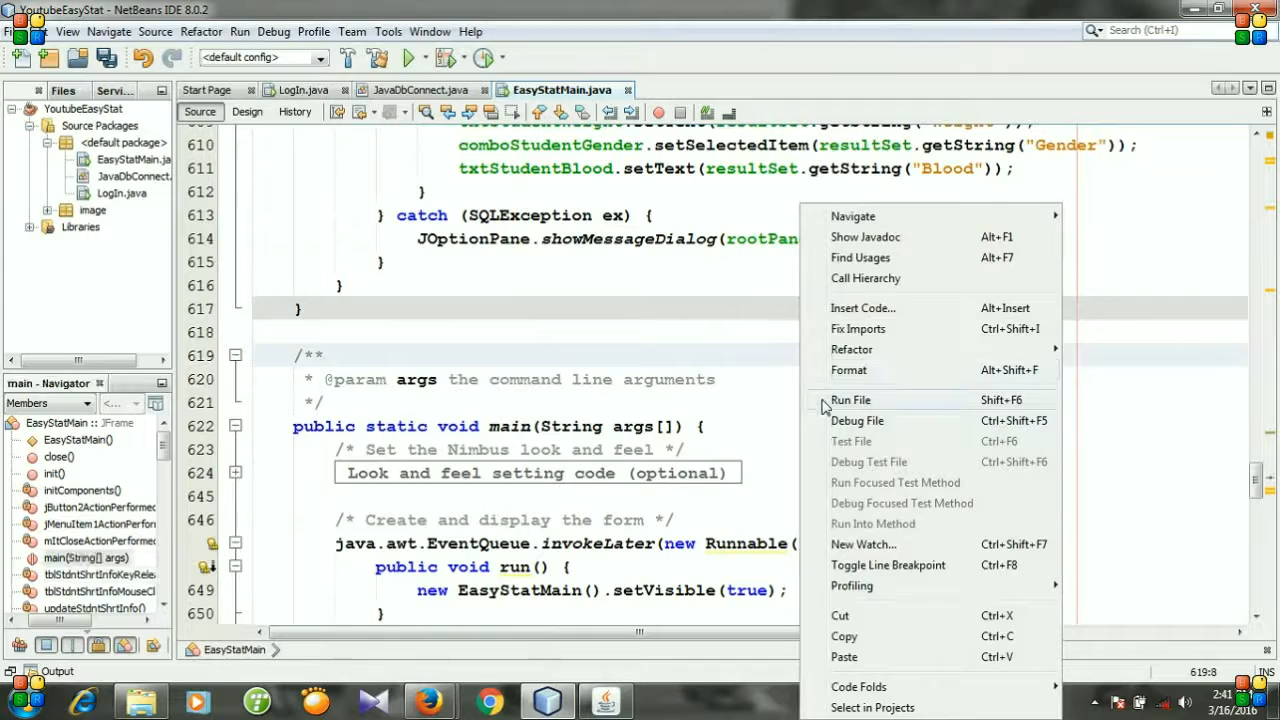 YoutubeEasyStat - NetBeans IDE 8.0.2
View Navigate Source Refactor Run Debug Profile Team Tools Window Help
Search (Ctrl+I)
<default config>
Files Servi...
Start Page LogIn.java JavaDbConnect.java EasyStatMain.java
Source Design History
YoutubeEasyStat
Source Packages
<default package>
EasyStatMain.ja
JavaDbConnect.
LogIn.java
image
Libraries
610 comboStudentGender.setSelectedItem(resultSet.getString("Gender"));
611 txtStudentBlood.setText(resultSet.getString("Blood"));
612 }
613 } catch (SQLException ex) {
614 JOptionPane.showMessageDialog(rootPan
615 }
616 }
617 }
618
619 /**
620 * @param args the command line arguments
621 */
622 public static void main(String args[]) {
623 /* Set the Nimbus look and feel */
624 Look and feel setting code (optional)
645
646 /* Create and display the form */
java.awt.EventQueue.invokeLater(new Runnable(
public void run() {
649 new EasyStatMain().setVisible(true);
650 }
Navigate
Show Javadoc Alt+F1
Find Usages Alt+F7
Call Hierarchy
Insert Code... Alt+Insert
Fix Imports Ctrl+Shift+I
Refactor
Format Alt+Shift+F
Run File Shift+F6
Debug File Ctrl+Shift+F5
Test File Ctrl+F6
Debug Test File Ctrl+Shift+F6
Run Focused Test Method
Debug Focused Test Method
Run Into Method
New Watch... Ctrl+Shift+F7
Toggle Line Breakpoint Ctrl+F8
Profiling
Cut Ctrl+X
Copy Ctrl+C
Paste Ctrl+V
Code Folds
Select in Projects
main - Navigator
Members <...>
EasyStatMain :: JFrame
EasyStatMain()
close()
init()
initComponents()
jButton2ActionPerformed
jMenuItem1ActionPerfor
mItCloseActionPerformed
main(String[] args)
tblStdntShrtInfoKeyRelea
tblStdntShrtInfoMouseCl
updateStdntShrtInfo()
EasyStatMain
Output
619:8 INS
2:41
3/16/2016